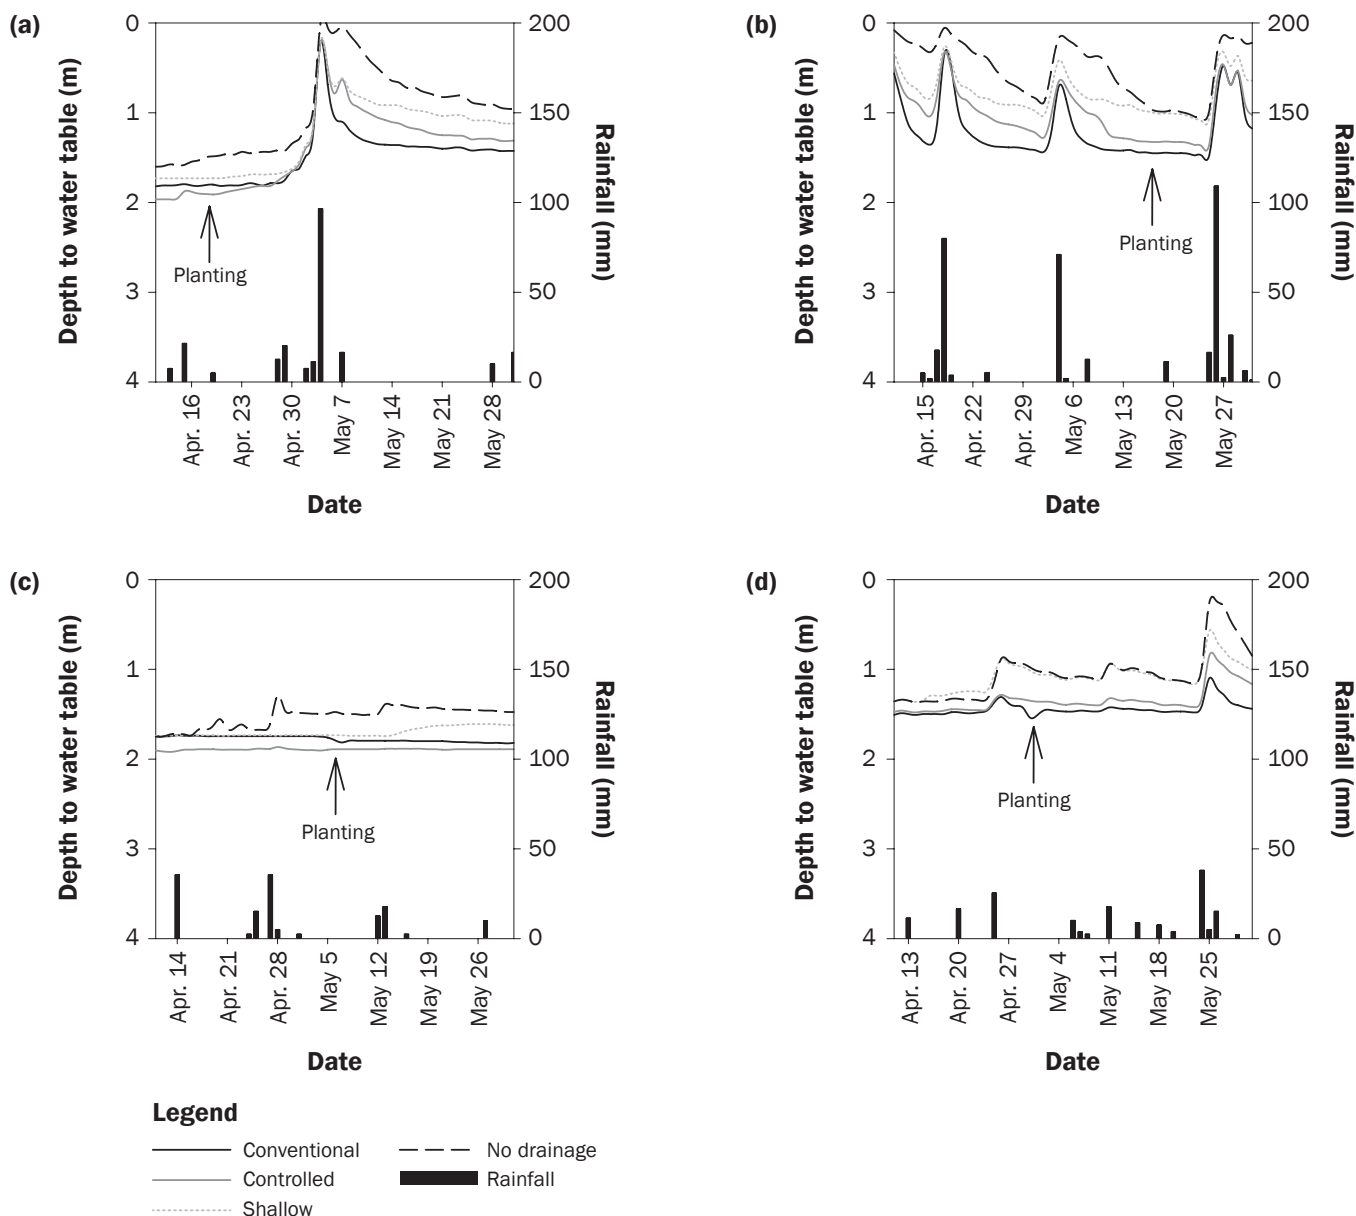 (a)
0
1
2
3
4
Depth to water table (m)
200
150
100
50
0
Rainfall (mm)
Planting
Apr. 16
Apr. 23
Apr. 30
May 7
May 14
May 21
May 28
Date
(b)
0
1
2
3
4
Depth to water table (m)
200
150
100
50
0
Rainfall (mm)
Planting
Apr. 15
Apr. 22
Apr. 29
May 6
May 13
May 20
May 27
Date
(c)
0
1
2
3
4
Depth to water table (m)
200
150
100
50
0
Rainfall (mm)
Planting
Apr. 14
Apr. 21
Apr. 28
May 5
May 12
May 19
May 26
Date
(d)
0
1
2
3
4
Depth to water table (m)
200
150
100
50
0
Rainfall (mm)
Planting
Apr. 13
Apr. 20
Apr. 27
May 4
May 11
May 18
May 25
Date
Legend
Conventional
Controlled
Shallow
No drainage
Rainfall